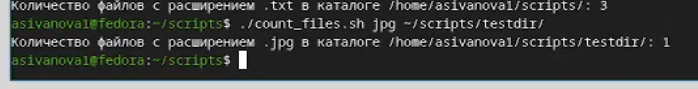 Количество файлов с расширением .txt в каталоге /home/asivanova1/scripts/: 3
asivanova1@fedora:~/scripts$ ./count_files.sh jpg ~/scripts/testdir/
Количество файлов с расширением .jpg в каталоге /home/asivanova1/scripts/testdir/: 1
asivanova1@fedora:~/scripts$